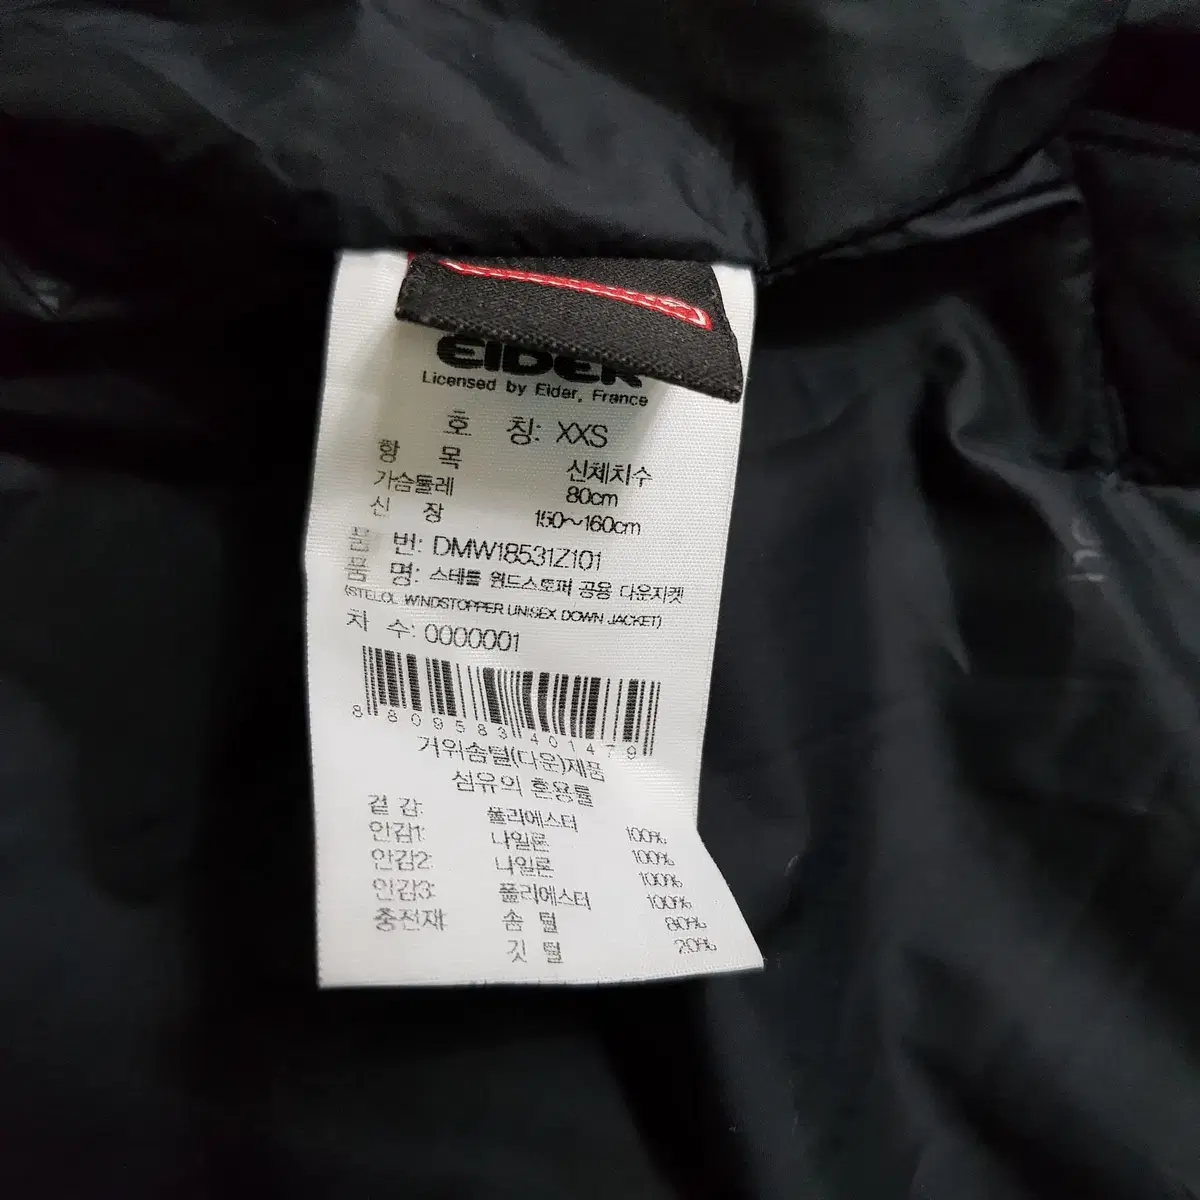 EIDER
Licensed by Eider, France
호 칭: XXS
항 목 신체치수
가슴둘레 80cm
신 장 150~160cm
품 번: DMW18531Z101
품 명: 스테롤 윈드스토퍼 공용 다운자켓
(STELOL WINDSTOPPER UNISEX DOWN JACKET)
차 수: 0000001
8809583401479
거위솜털(다운)제품
섬유의 혼용률
겉 감: 폴리에스터 100%
안감1: 나일론 100%
안감2: 나일론 100%
안감3: 폴리에스터 100%
충전재: 솜 털 80%
깃 털 20%